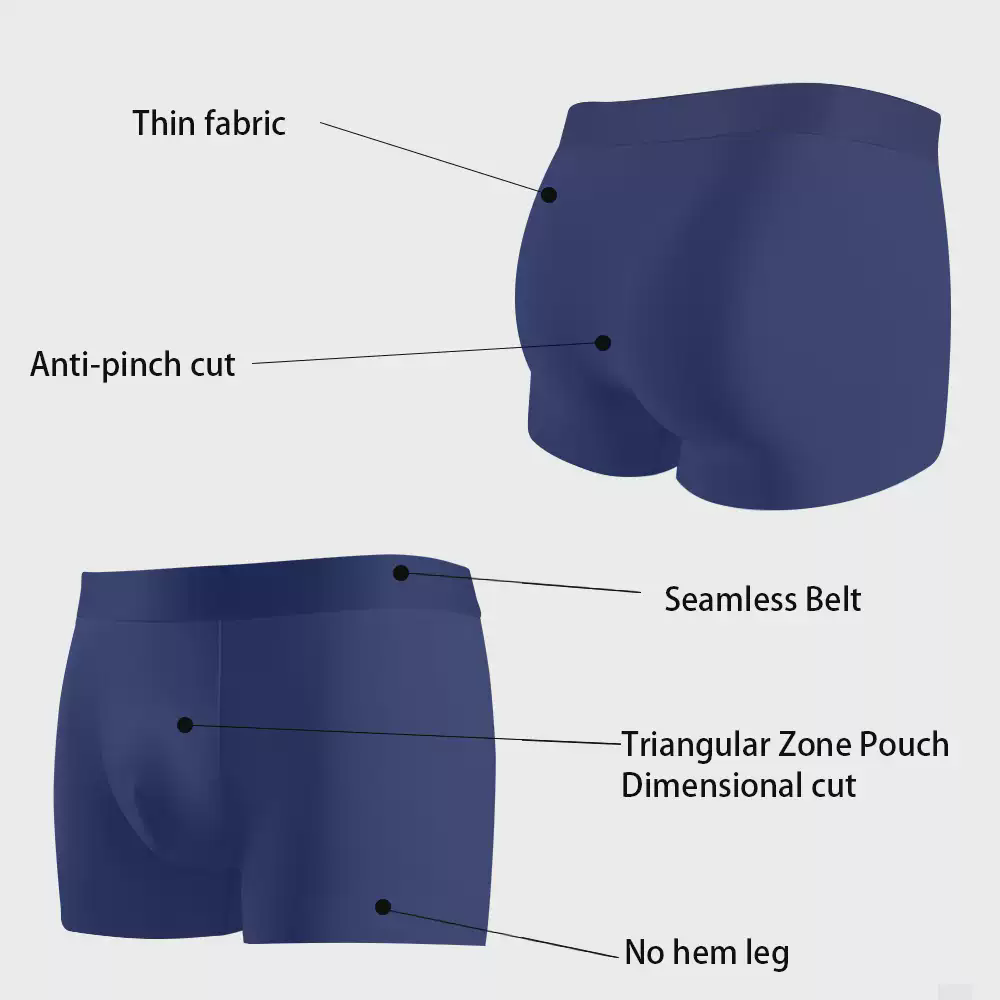 Thin fabric
Anti-pinch cut
Seamless Belt
Triangular Zone Pouch
Dimensional cut
No hem leg